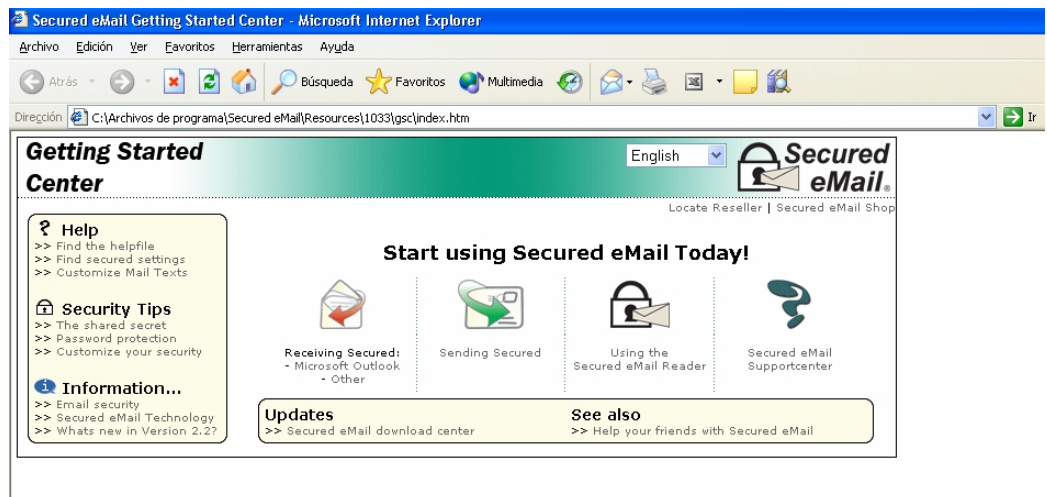 Secured eMail Getting Started Center - Microsoft Internet Explorer
Archivo Edición Ver Favoritos Herramientas Ayuda
Atrás Búsqueda Favoritos Multimedia
Dirección C:\Archivos de programa\Secured eMail\Resources\1033\gsc\index.htm Ir
Getting Started
Center
English
Secured
eMail®
Locate Reseller | Secured eMail Shop
Help
>> Find the helpfile
>> Find secured settings
>> Customize Mail Texts
Security Tips
>> The shared secret
>> Password protection
>> Customize your security
Information...
>> Email security
>> Secured eMail Technology
>> Whats new in Version 2.2?
Start using Secured eMail Today!
Receiving Secured:
- Microsoft Outlook
- Other
Sending Secured
Using the
Secured eMail Reader
Secured eMail
Supportcenter
Updates
>> Secured eMail download center
See also
>> Help your friends with Secured eMail